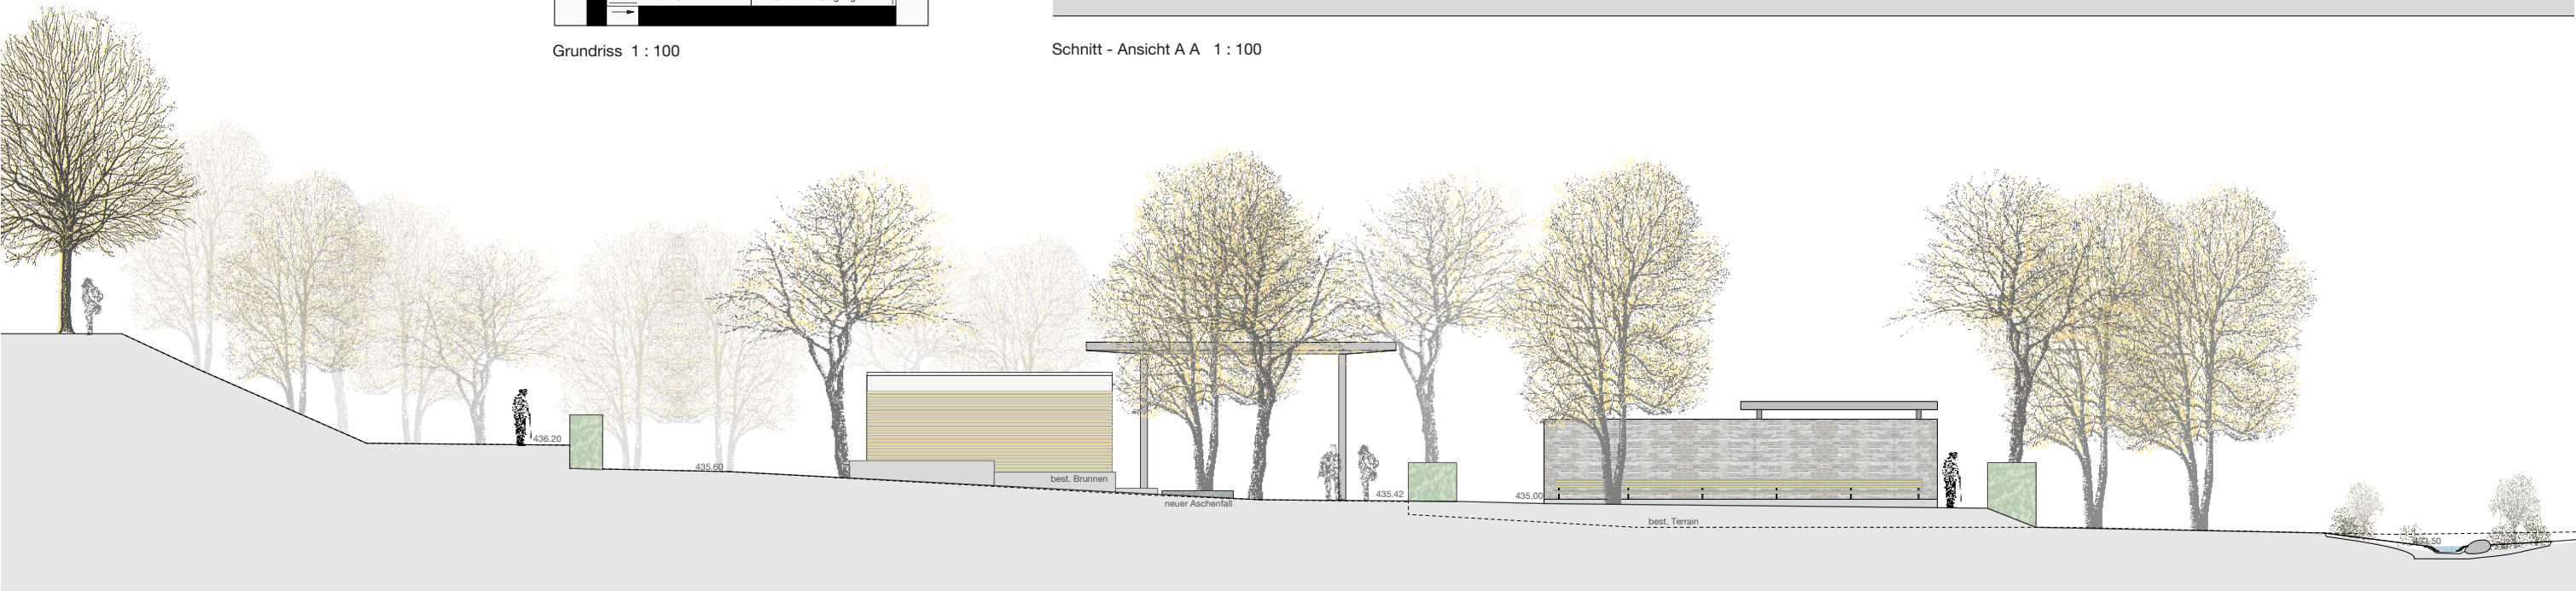 Grundriss 1 : 100
Schnitt - Ansicht A A 1 : 100
436.20
435.60
best. Brunnen
neuer Aschenfall
435.42
435.00
best. Terrain